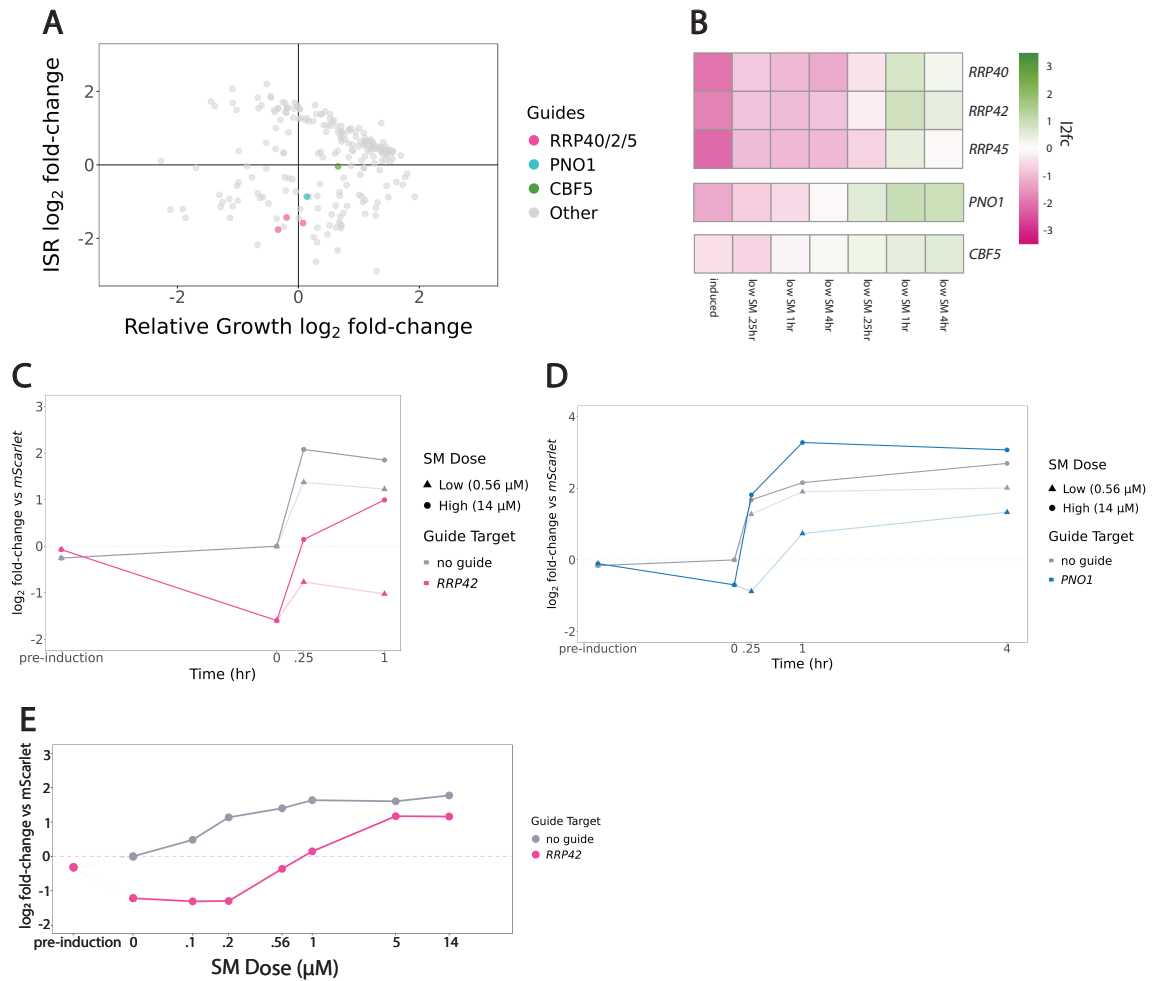 A
ISR log₂ fold-change
2
0
-2
-2
0
2
Relative Growth log₂ fold-change
Guides
RRP40/2/5
PNO1
CBF5
Other
B
RRP40
RRP42
RRP45
PNO1
CBF5
induced
low SM .25hr
low SM 1hr
low SM 4hr
low SM .25hr
low SM 1hr
low SM 4hr
3
2
1
0
-1
-2
-3
l2fc
C
log₂ fold-change vs mScarlet
3
2
1
0
-1
-2
pre-induction
0
.25
1
Time (hr)
SM Dose
Low (0.56 μM)
High (14 μM)
Guide Target
no guide
RRP42
D
log₂ fold-change vs mScarlet
4
2
0
-2
pre-induction
0
.25
1
4
Time (hr)
SM Dose
Low (0.56 μM)
High (14 μM)
Guide Target
no guide
PNO1
E
log₂ fold-change vs mScarlet
3
2
1
0
-1
-2
pre-induction
0
.1
.2
.56
1
5
14
SM Dose (μM)
Guide Target
no guide
RRP42